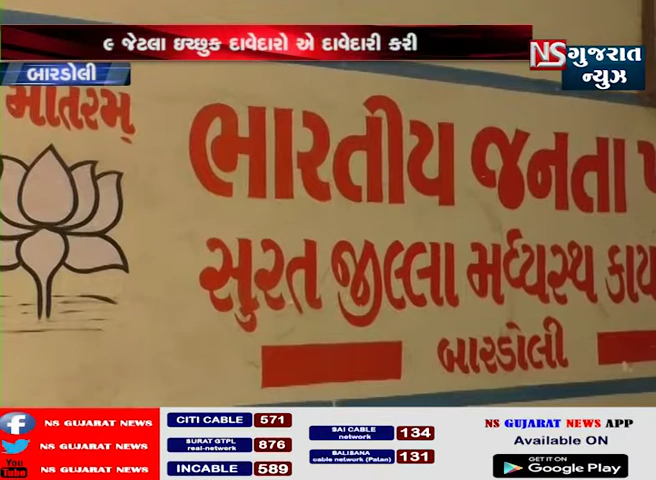 ૯ જેટલા ઇચ્છુક દાવેદારો એ દાવેદારી કરી
NS ગુજરાત
ન્યુઝ
બારડોલી
માતરમ્
ભારતીય જનતા
સુરત જીલ્લા મધ્યસ્થ કાર્ય
બારડોલી
NS GUJARAT NEWS
NS GUJARAT NEWS
You Tube NS GUJARAT NEWS
CITI CABLE 571
SURAT GTPL real-network 876
INCABLE 589
SAI CABLE network 134
BALISANA cable network (Patan) 131
NS GUJARAT NEWS APP
Available ON
GET IT ON
Google Play